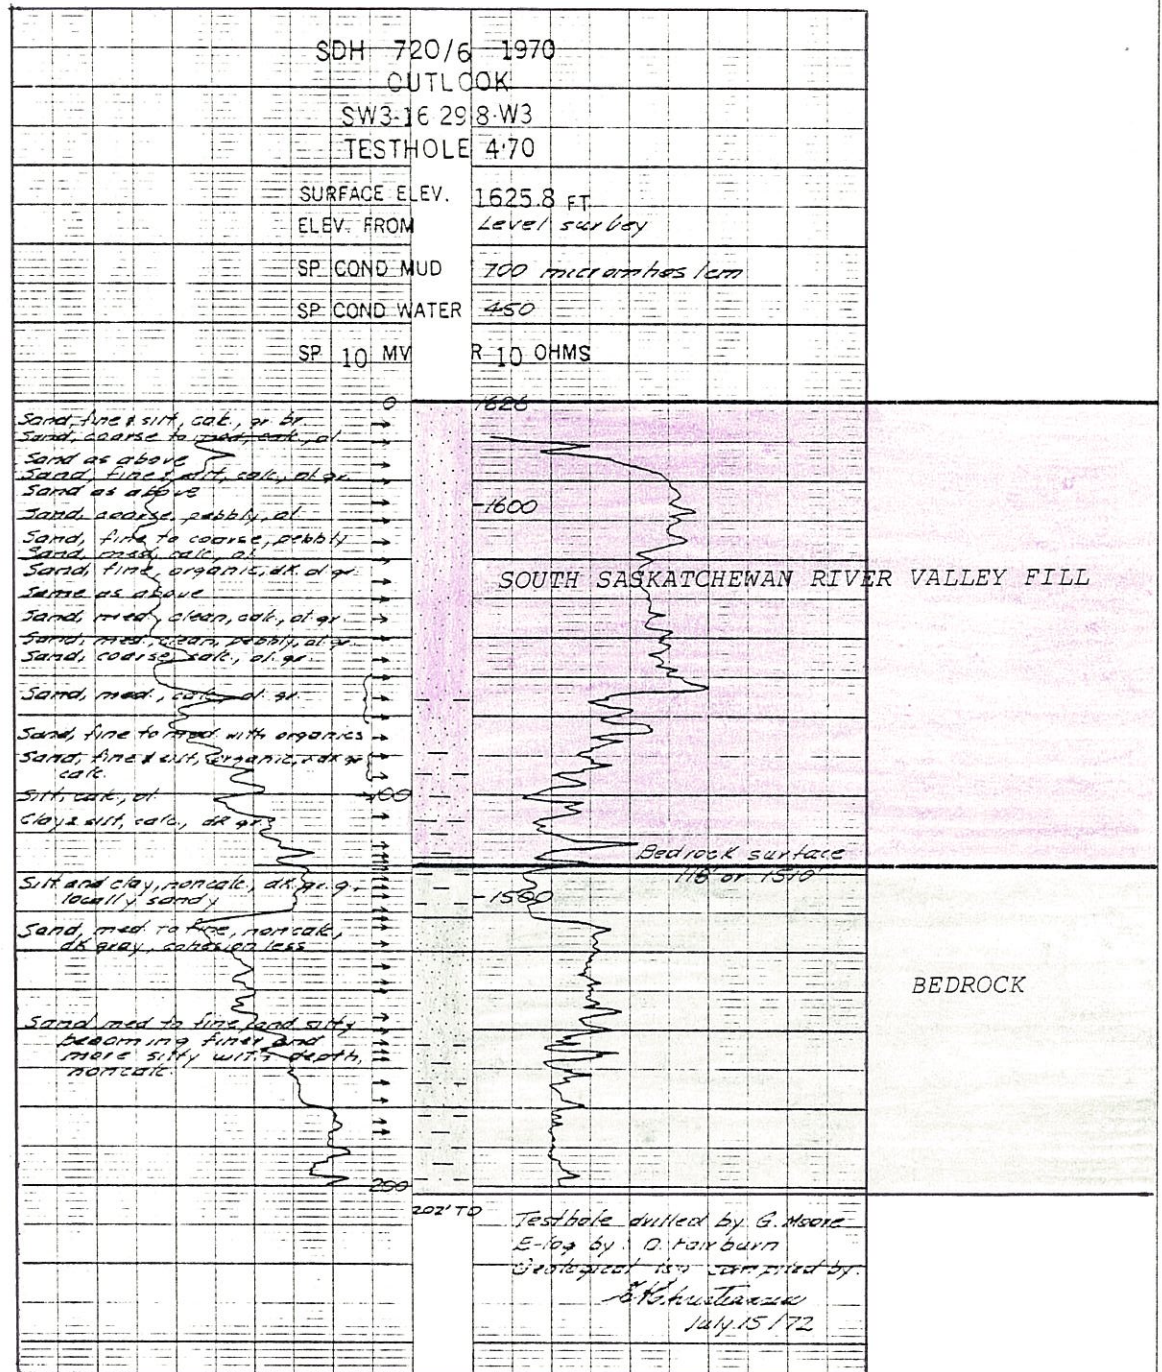 SDH 720/6 1970
OUTLOOK
SW3-16 29 8-W3
TESTHOLE 4-70
SURFACE ELEV. 1625.8 FT
ELEV. FROM Level survey
SP COND MUD 700 micromhos/cm
SP COND WATER 450
SP 10 MV R 10 OHMS
0 1626
Sand, fine & silt, calc., gr br
Sand, coarse to med, calc., ol
Sand as above
Sand, fine & silt, calc., ol gr.
Sand as above
-1600
Sand, coarse, pebbly, ol
Sand, fine to coarse, pebbly
Sand, med, calc, ol
Sand, fine, organic, dk ol gr.
SOUTH SASKATCHEWAN RIVER VALLEY FILL
Same as above
Sand, med, clean, calc., ol gr
Sand, med, clean, pebbly, ol gr.
Sand, coarse, calc., ol. gr.
Sand, med., calc, ol. gr.
Sand, fine to med with organics
Sand, fine & silt, organic, dk gr
calc.
Silt, calc., ol
100
Clay & silt, calc., dk gr
Bedrock surface
116' or 1510'
Silt and clay, noncalc., dk gr. g.
locally sandy
-1500
Sand, med to fine, noncalc,
dk gray, cohesionless
BEDROCK
Sand med to fine, and silty
becoming finer and
more silty with depth,
noncalc.
200
202' TD
Testhole drilled by G. Moore
E-log by: D. Fairburn
Geological log compiled by:
E A Christiansen
July 15/72